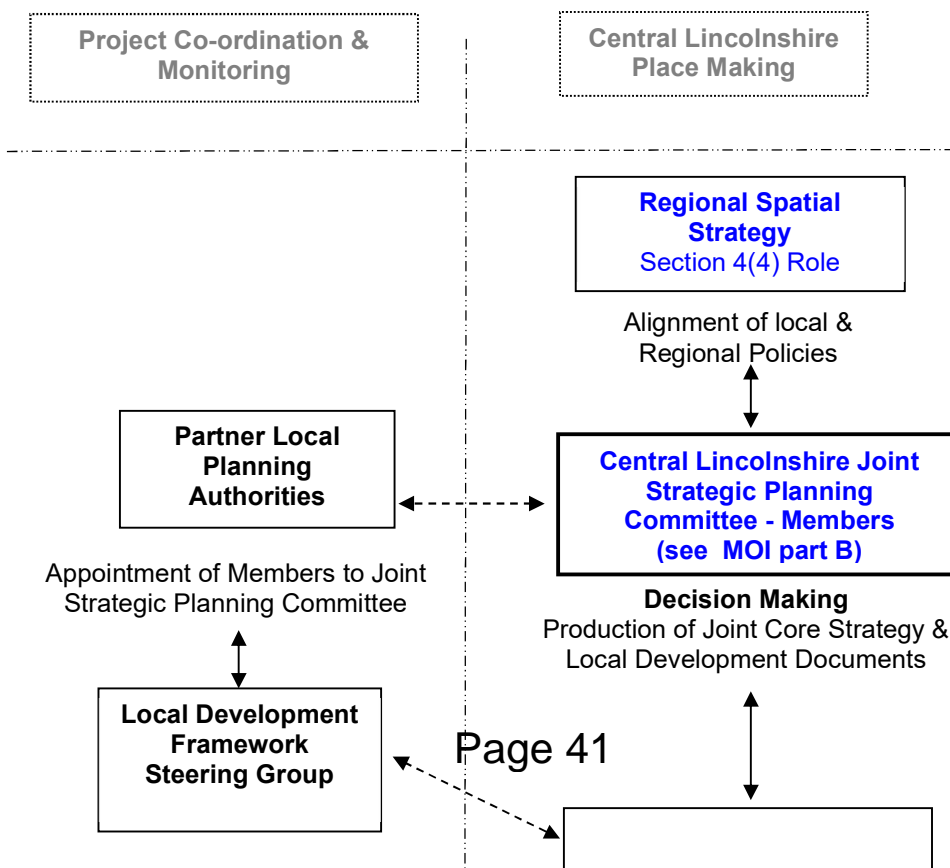 Project Co-ordination &
Monitoring
Central Lincolnshire
Place Making
Regional Spatial
Strategy
Section 4(4) Role
Alignment of local &
Regional Policies
Partner Local
Planning
Authorities
Central Lincolnshire Joint
Strategic Planning
Committee - Members
(see MOI part B)
Appointment of Members to Joint
Strategic Planning Committee
Decision Making
Production of Joint Core Strategy &
Local Development Documents
Local Development
Framework
Steering Group
Page 41